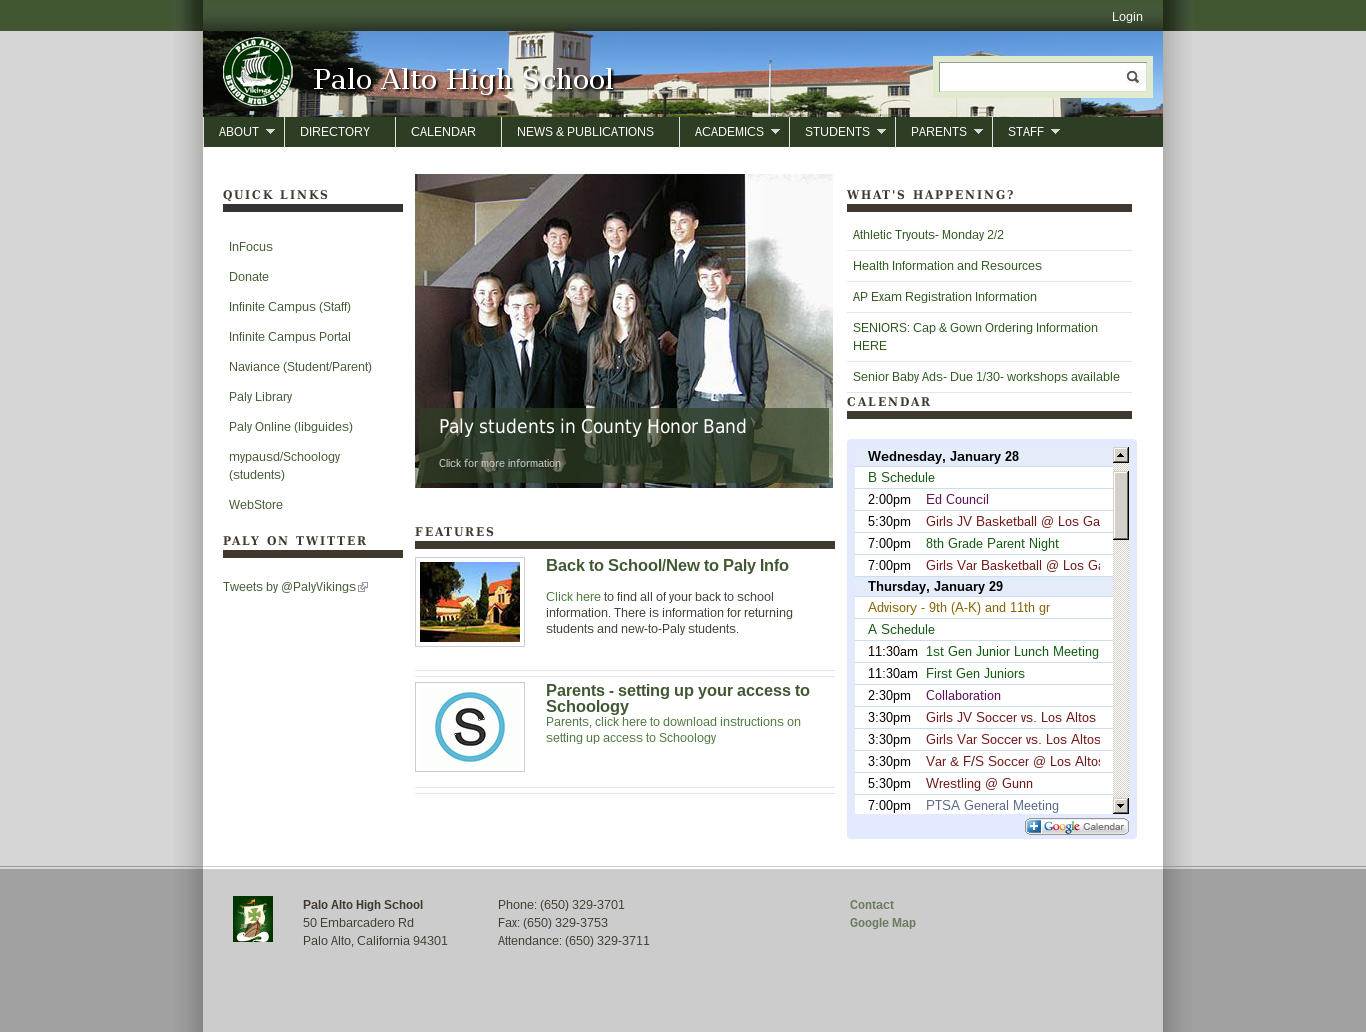 Login
PALO ALTO
Vikings
SENIOR HIGH SCHOOL
Palo Alto High School
ABOUT
DIRECTORY
CALENDAR
NEWS & PUBLICATIONS
ACADEMICS
STUDENTS
PARENTS
STAFF
QUICK LINKS
InFocus
Donate
Infinite Campus (Staff)
Infinite Campus Portal
Naviance (Student/Parent)
Paly Library
Paly Online (libguides)
mypausd/Schoology
(students)
WebStore
PALY ON TWITTER
Tweets by @PalyVikings
Paly students in County Honor Band
Click for more information
FEATURES
Back to School/New to Paly Info
Click here to find all of your back to school
information. There is information for returning
students and new-to-Paly students.
S
Parents - setting up your access to
Schoology
Parents, click here to download instructions on
setting up access to Schoology
WHAT'S HAPPENING?
Athletic Tryouts- Monday 2/2
Health Information and Resources
AP Exam Registration Information
SENIORS: Cap & Gown Ordering Information
HERE
Senior Baby Ads- Due 1/30- workshops available
CALENDAR
Wednesday, January 28
B Schedule
2:00pm Ed Council
5:30pm Girls JV Basketball @ Los Ga
7:00pm 8th Grade Parent Night
7:00pm Girls Var Basketball @ Los Ga
Thursday, January 29
Advisory - 9th (A-K) and 11th gr
A Schedule
11:30am 1st Gen Junior Lunch Meeting
11:30am First Gen Juniors
2:30pm Collaboration
3:30pm Girls JV Soccer vs. Los Altos
3:30pm Girls Var Soccer vs. Los Altos
3:30pm Var & F/S Soccer @ Los Altos
5:30pm Wrestling @ Gunn
7:00pm PTSA General Meeting
Google Calendar
Palo Alto High School
50 Embarcadero Rd
Palo Alto, California 94301
Phone: (650) 329-3701
Fax: (650) 329-3753
Attendance: (650) 329-3711
Contact
Google Map